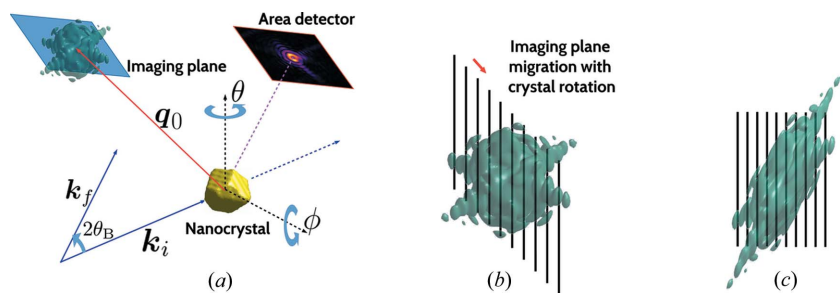 Area detector
Imaging plane
q0
θ
kf
2θB
ki
Nanocrystal
ϕ
(a)
Imaging plane
migration with
crystal rotation
(b)
(c)